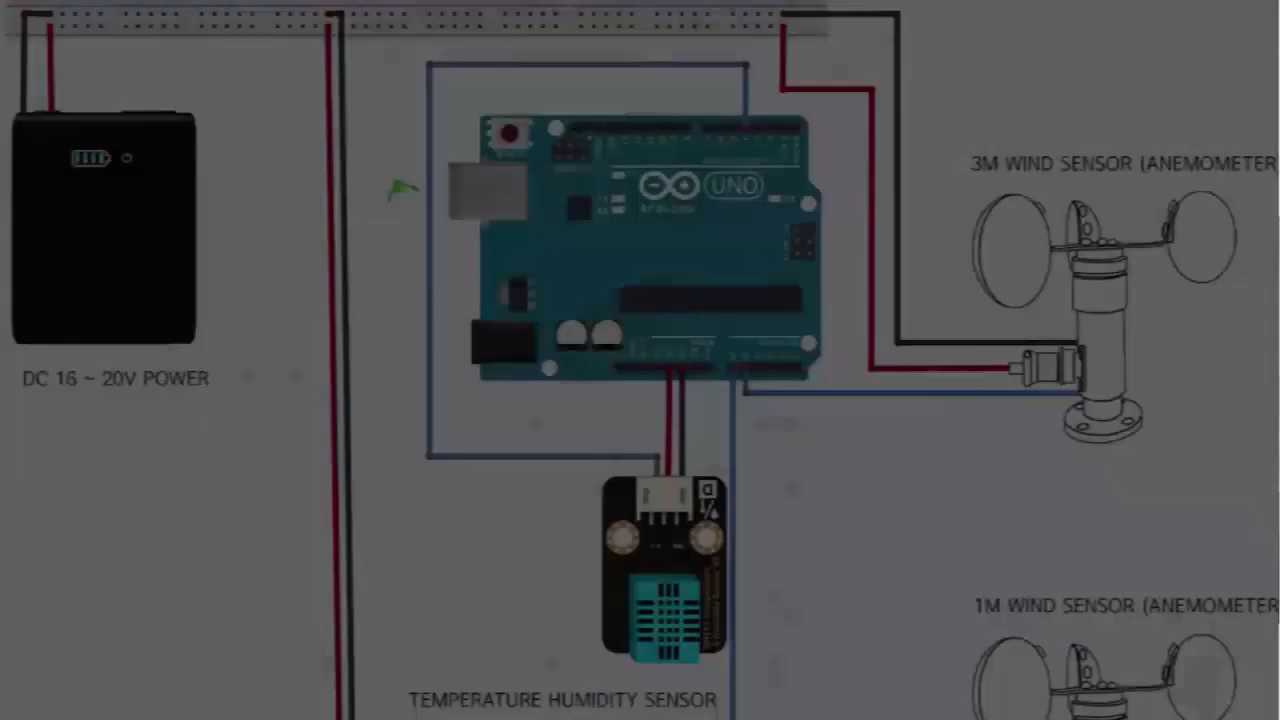 UNO
3M WIND SENSOR (ANEMOMETER
DC 16 ~ 20V POWER
1M WIND SENSOR (ANEMOMETER
TEMPERATURE HUMIDITY SENSOR